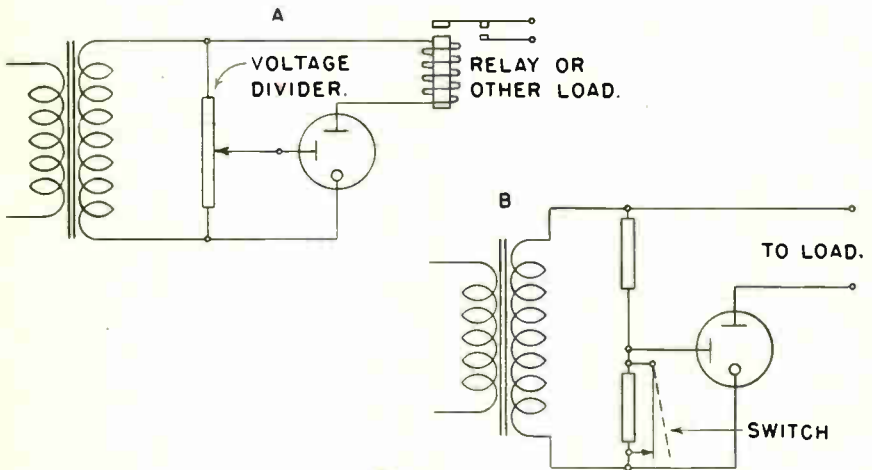 A
VOLTAGE
DIVIDER.
RELAY OR
OTHER LOAD.
B
TO LOAD.
SWITCH